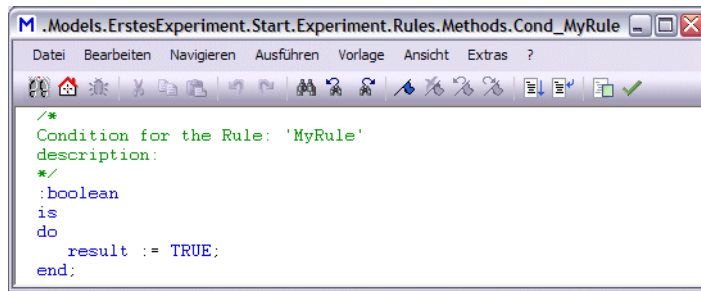 M .Models.ErstesExperiment.Start.Experiment.Rules.Methods.Cond_MyRule
Datei Bearbeiten Navigieren Ausführen Vorlage Ansicht Extras ?
/*
Condition for the Rule: 'MyRule'
description:
*/
:boolean
is
do
result := TRUE;
end;